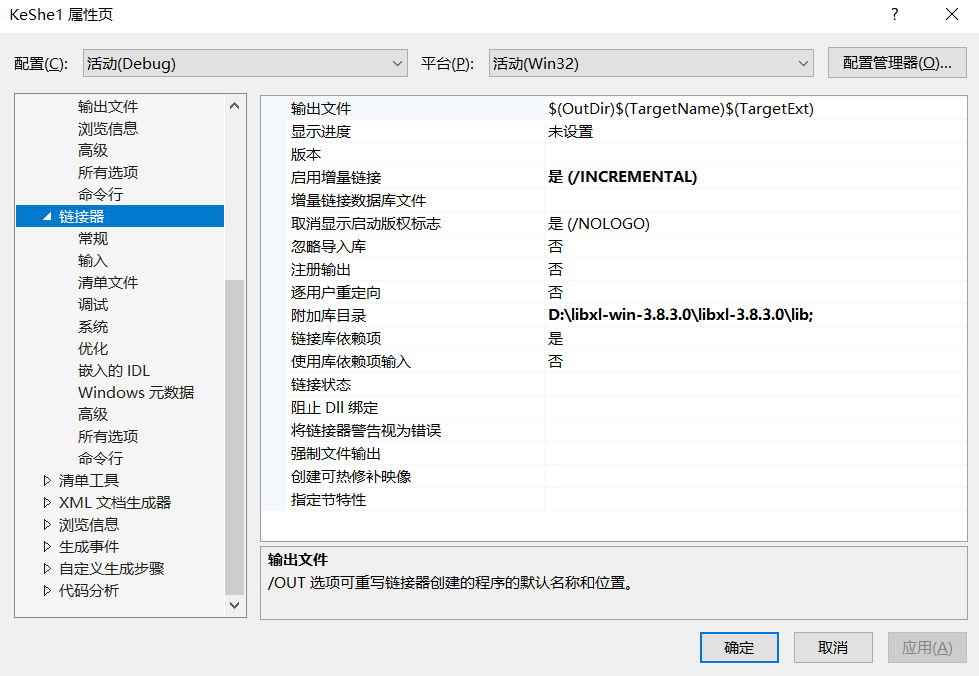 KeShe1 属性页
?
配置(C): 活动(Debug) 平台(P): 活动(Win32) 配置管理器(O)...
输出文件
浏览信息
高级
所有选项
命令行
链接器
常规
输入
清单文件
调试
系统
优化
嵌入的 IDL
Windows 元数据
高级
所有选项
命令行
清单工具
XML 文档生成器
浏览信息
生成事件
自定义生成步骤
代码分析
输出文件 $(OutDir)$(TargetName)$(TargetExt)
显示进度 未设置
版本
启用增量链接 是 (/INCREMENTAL)
增量链接数据库文件
取消显示启动版权标志 是 (/NOLOGO)
忽略导入库 否
注册输出 否
逐用户重定向 否
附加库目录 D:\libxl-win-3.8.3.0\libxl-3.8.3.0\lib;
链接库依赖项 是
使用库依赖项输入 否
链接状态
阻止 Dll 绑定
将链接器警告视为错误
强制文件输出
创建可热修补映像
指定节特性
输出文件
/OUT 选项可重写链接器创建的程序的默认名称和位置。
确定 取消 应用(A)